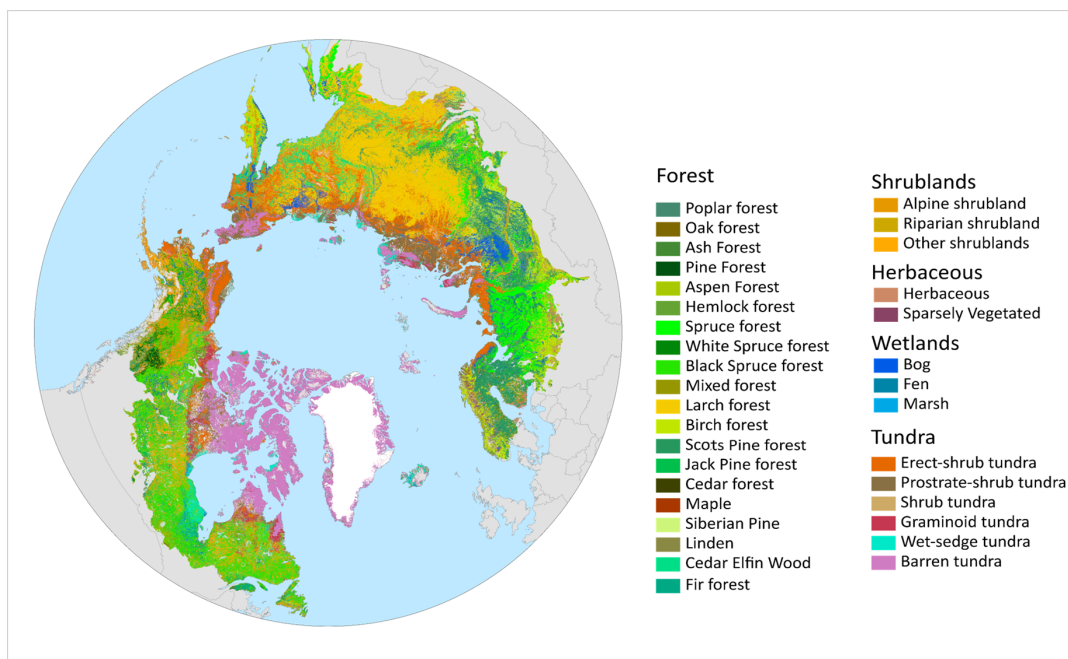 Forest
Poplar forest
Oak forest
Ash Forest
Pine Forest
Aspen Forest
Hemlock forest
Spruce forest
White Spruce forest
Black Spruce forest
Mixed forest
Larch forest
Birch forest
Scots Pine forest
Jack Pine forest
Cedar forest
Maple
Siberian Pine
Linden
Cedar Elfin Wood
Fir forest
Shrublands
Alpine shrubland
Riparian shrubland
Other shrublands
Herbaceous
Herbaceous
Sparsely Vegetated
Wetlands
Bog
Fen
Marsh
Tundra
Erect-shrub tundra
Prostrate-shrub tundra
Shrub tundra
Graminoid tundra
Wet-sedge tundra
Barren tundra